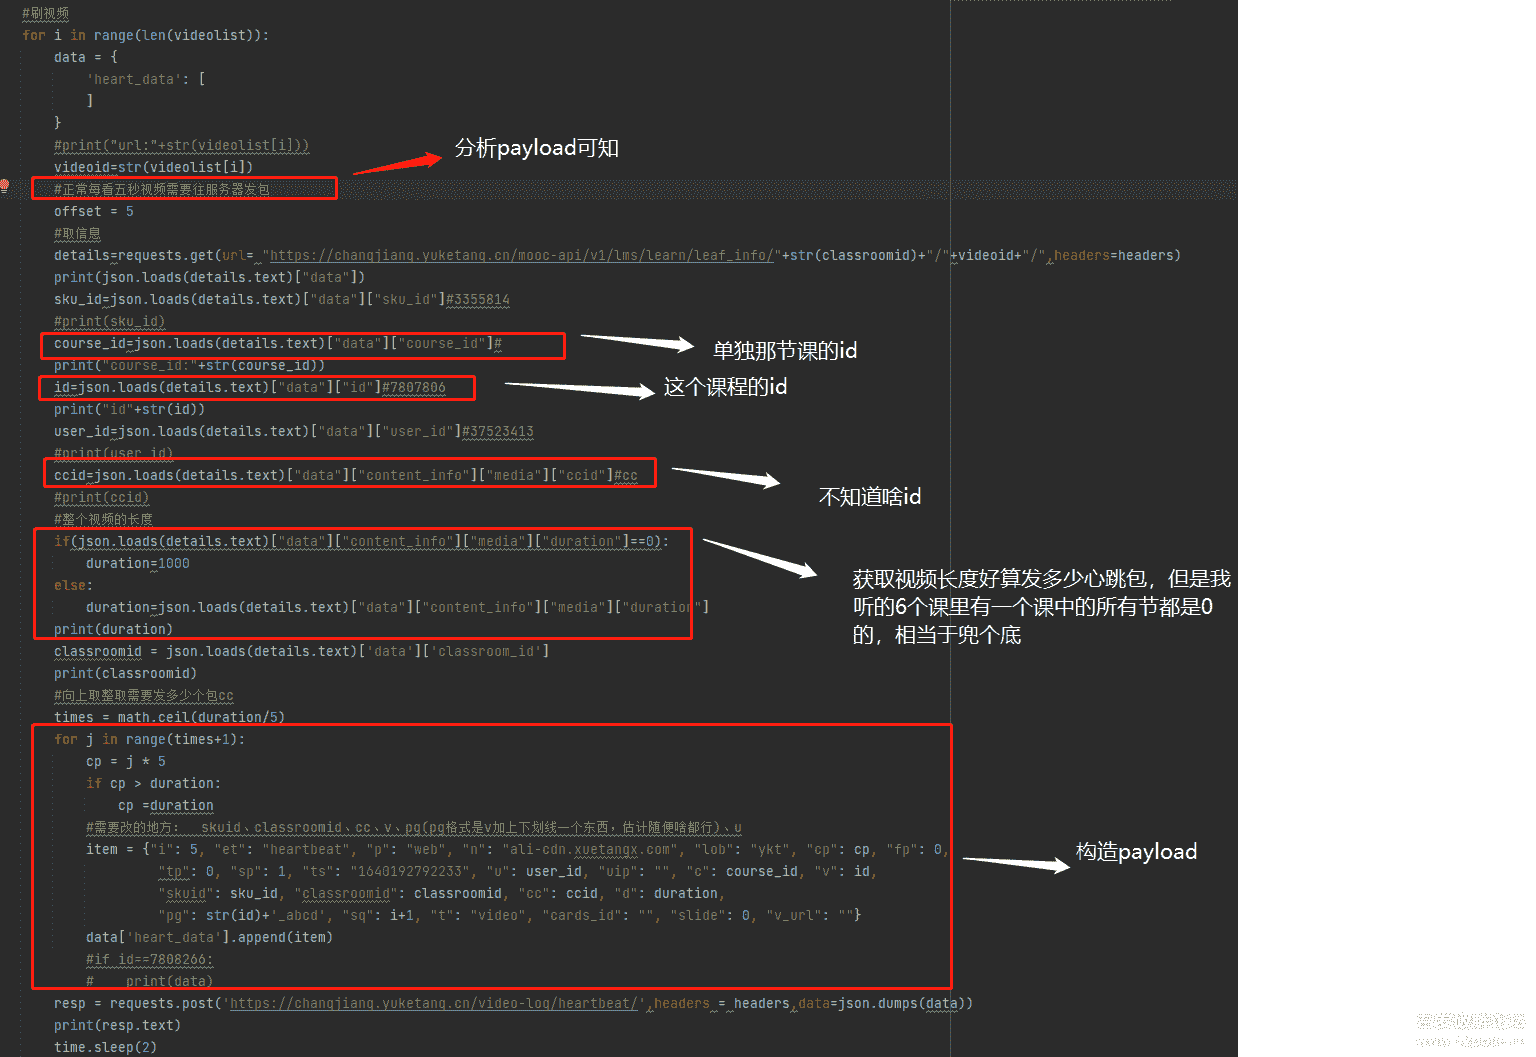 #刷视频
for i in range(len(videolist)):
data = {
'heart_data': [
]
}
#print("url:"+str(videolist[i]))
分析payload可知
videoid=str(videolist[i])
#正常每看五秒视频需要往服务器发包
offset = 5
#取信息
details=requests.get(url= "https://changjiang.yuketang.cn/mooc-api/v1/lms/learn/leaf_info/"+str(classroomid)+"/"+videoid+"/",headers=headers)
print(json.loads(details.text)["data"])
sku_id=json.loads(details.text)["data"]["sku_id"]#3355814
#print(sku_id)
course_id=json.loads(details.text)["data"]["course_id"]#
单独那节课的id
print("course_id:"+str(course_id))
id=json.loads(details.text)["data"]["id"]#7807806
这个课程的id
print("id"+str(id))
user_id=json.loads(details.text)["data"]["user_id"]#37523413
#print(user_id)
ccid=json.loads(details.text)["data"]["content_info"]["media"]["ccid"]#cc
不知道啥id
#print(ccid)
#整个视频的长度
if(json.loads(details.text)["data"]["content_info"]["media"]["duration"]==0):
duration=1000
else:
duration=json.loads(details.text)["data"]["content_info"]["media"]["duration"]
获取视频长度好算发多少心跳包，但是我
听的6个课里有一个课中的所有节都是0
的，相当于兜个底
print(duration)
classroomid = json.loads(details.text)['data']['classroom_id']
print(classroomid)
#向上取整取需要发多少个包cc
times = math.ceil(duration/5)
for j in range(times+1):
cp = j * 5
if cp > duration:
cp =duration
#需要改的地方： skuid、classroomid、cc、v、pg(pg格式是v加上下划线一个东西，估计随便啥都行)、u
item = {"i": 5, "et": "heartbeat", "p": "web", "n": "ali-cdn.xuetangx.com", "lob": "ykt", "cp": cp, "fp": 0,
构造payload
"tp": 0, "sp": 1, "ts": "1640192792233", "u": user_id, "uip": "", "c": course_id, "v": id,
"skuid": sku_id, "classroomid": classroomid, "cc": ccid, "d": duration,
"pg": str(id)+'_abcd', "sq": i+1, "t": "video", "cards_id": "", "slide": 0, "v_url": ""}
data['heart_data'].append(item)
#if id==7808266:
# print(data)
resp = requests.post('https://changjiang.yuketang.cn/video-log/heartbeat/',headers = headers,data=json.dumps(data))
print(resp.text)
time.sleep(2)